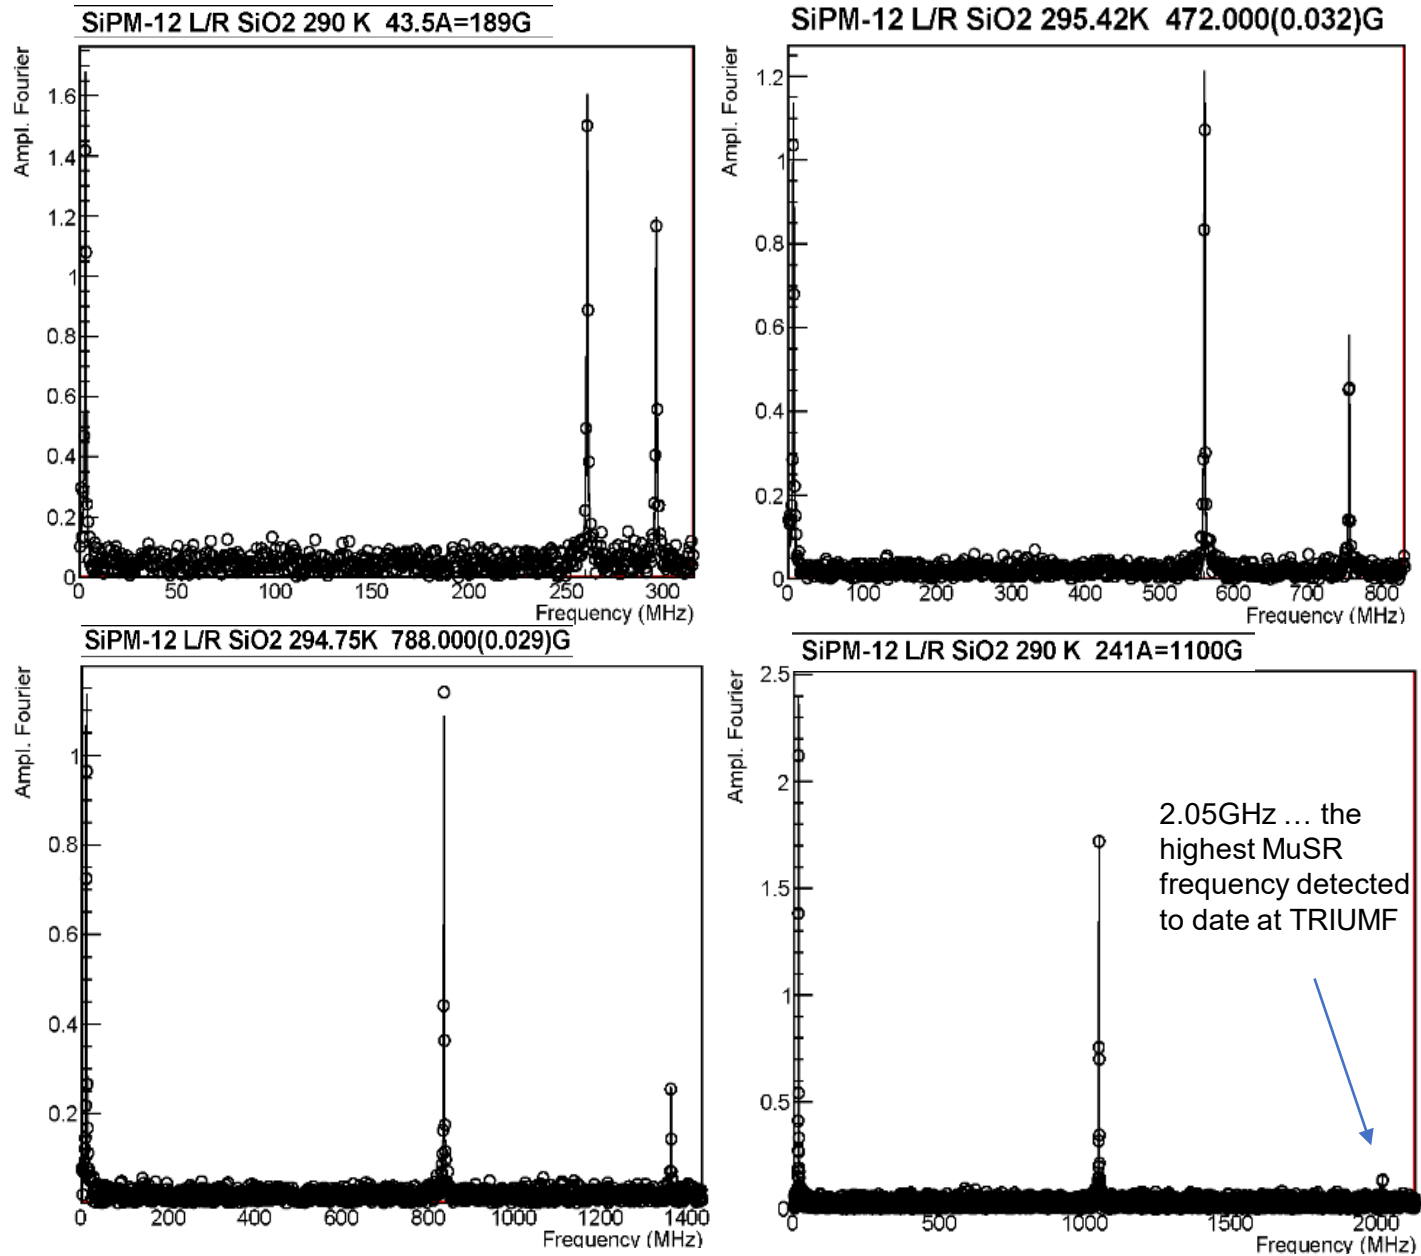 SiPM-12 L/R SiO2 290 K 43.5A=189G
Ampl. Fourier
1.6
1.4
1.2
1
0.8
0.6
0.4
0.2
0
0 50 100 150 200 250 300
Frequency (MHz)
SiPM-12 L/R SiO2 295.42K 472.000(0.032)G
Ampl. Fourier
1.2
1
0.8
0.6
0.4
0.2
0
0 100 200 300 400 500 600 700 800
Frequency (MHz)
SiPM-12 L/R SiO2 294.75K 788.000(0.029)G
Ampl. Fourier
1
0.8
0.6
0.4
0.2
0 200 400 600 800 1000 1200 1400
Frequency (MHz)
SiPM-12 L/R SiO2 290 K 241A=1100G
Ampl. Fourier
2.5
2
1.5
1
0.5
0
0 500 1000 1500 2000
Frequency (MHz)
2.05GHz … the
highest MuSR
frequency detected
to date at TRIUMF